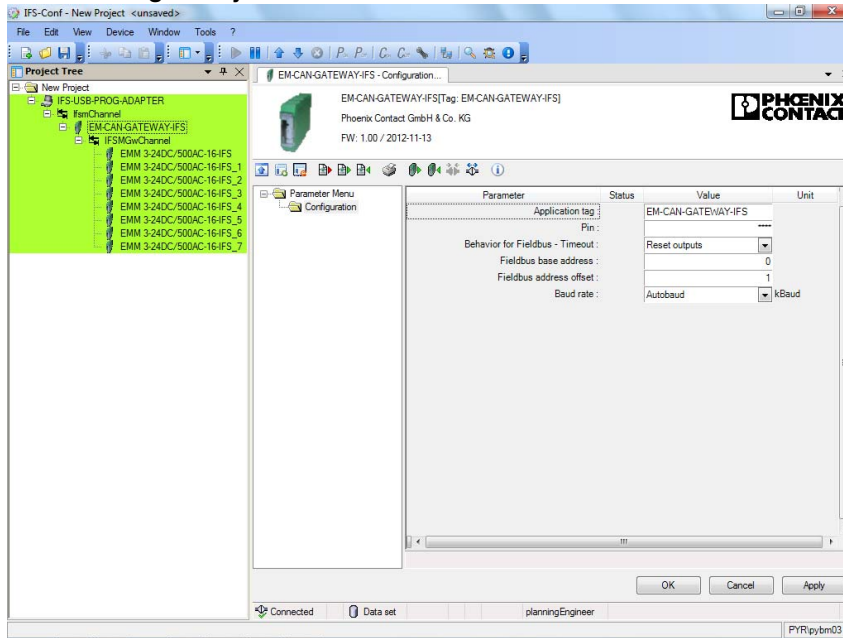 IFS-Conf - New Project <unsaved>
File Edit View Device Window Tools ?
Project Tree
New Project
IFS-USB-PROG-ADAPTER
IfsmChannel
EM-CAN-GATEWAY-IFS
IFSMGwChannel
EMM 3-24DC/500AC-16-IFS
EMM 3-24DC/500AC-16-IFS_1
EMM 3-24DC/500AC-16-IFS_2
EMM 3-24DC/500AC-16-IFS_3
EMM 3-24DC/500AC-16-IFS_4
EMM 3-24DC/500AC-16-IFS_5
EMM 3-24DC/500AC-16-IFS_6
EMM 3-24DC/500AC-16-IFS_7
EM-CAN-GATEWAY-IFS - Configuration...
EM-CAN-GATEWAY-IFS[Tag: EM-CAN-GATEWAY-IFS]
Phoenix Contact GmbH & Co. KG
FW: 1.00 / 2012-11-13
PHŒNIX
CONTACT
Parameter Menu
Configuration
Parameter Status Value Unit
Application tag : EM-CAN-GATEWAY-IFS
Pin : ----
Behavior for Fieldbus - Timeout : Reset outputs
Fieldbus base address : 0
Fieldbus address offset : 1
Baud rate : Autobaud kBaud
OK Cancel Apply
Connected Data set planningEngineer
PYR\pybm03